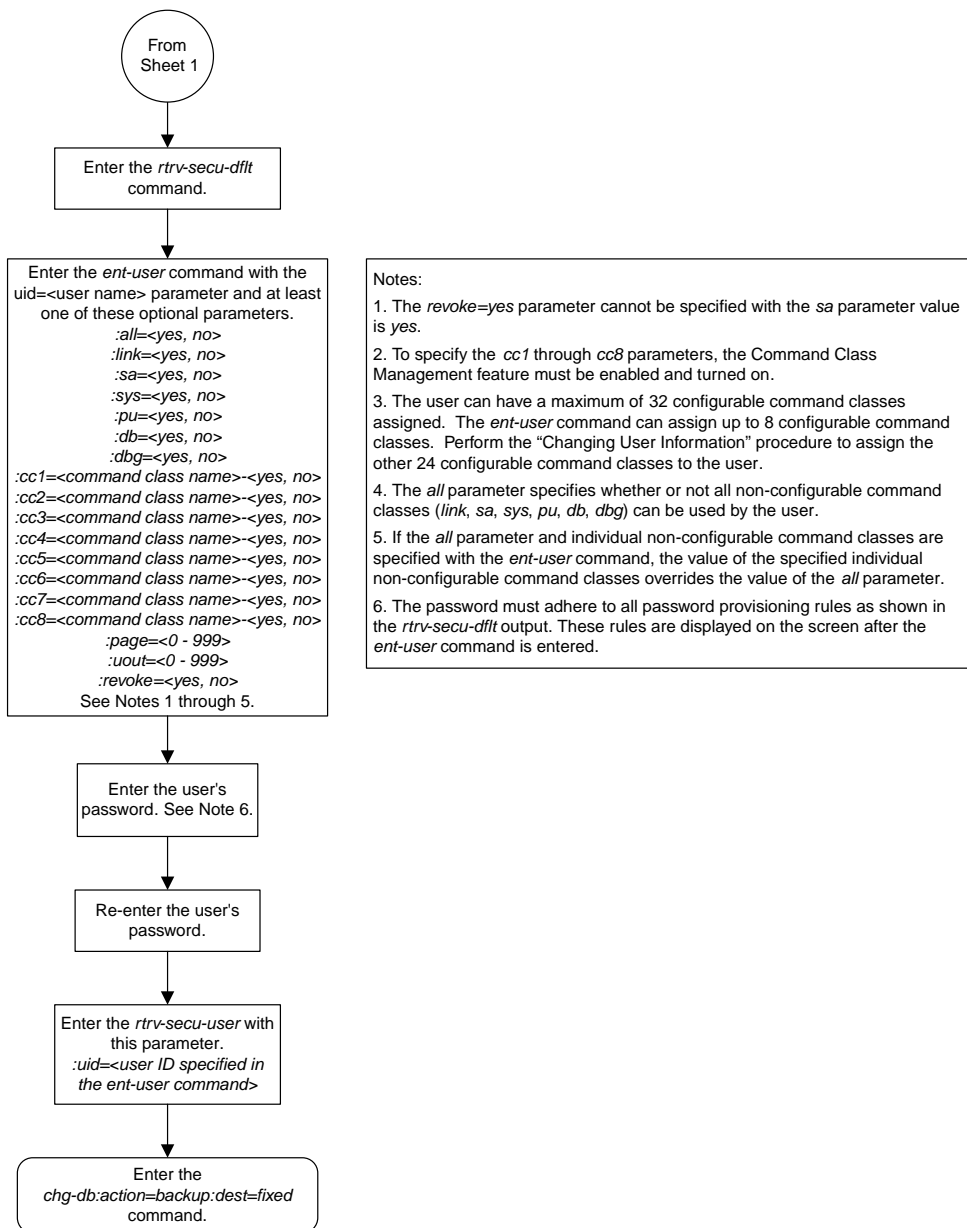 From
Sheet 1
Enter the rtrv-secu-dflt
command.
Enter the ent-user command with the
uid=<user name> parameter and at least
one of these optional parameters.
:all=<yes, no>
:link=<yes, no>
:sa=<yes, no>
:sys=<yes, no>
:pu=<yes, no>
:db=<yes, no>
:dbg=<yes, no>
:cc1=<command class name>-<yes, no>
:cc2=<command class name>-<yes, no>
:cc3=<command class name>-<yes, no>
:cc4=<command class name>-<yes, no>
:cc5=<command class name>-<yes, no>
:cc6=<command class name>-<yes, no>
:cc7=<command class name>-<yes, no>
:cc8=<command class name>-<yes, no>
:page=<0 - 999>
:uout=<0 - 999>
:revoke=<yes, no>
See Notes 1 through 5.
Notes:
1. The revoke=yes parameter cannot be specified with the sa parameter value
is yes.
2. To specify the cc1 through cc8 parameters, the Command Class
Management feature must be enabled and turned on.
3. The user can have a maximum of 32 configurable command classes
assigned. The ent-user command can assign up to 8 configurable command
classes. Perform the “Changing User Information” procedure to assign the
other 24 configurable command classes to the user.
4. The all parameter specifies whether or not all non-configurable command
classes (link, sa, sys, pu, db, dbg) can be used by the user.
5. If the all parameter and individual non-configurable command classes are
specified with the ent-user command, the value of the specified individual
non-configurable command classes overrides the value of the all parameter.
6. The password must adhere to all password provisioning rules as shown in
the rtrv-secu-dflt output. These rules are displayed on the screen after the
ent-user command is entered.
Enter the user's
password. See Note 6.
Re-enter the user's
password.
Enter the rtrv-secu-user with
this parameter.
:uid=<user ID specified in
the ent-user command>
Enter the
chg-db:action=backup:dest=fixed
command.